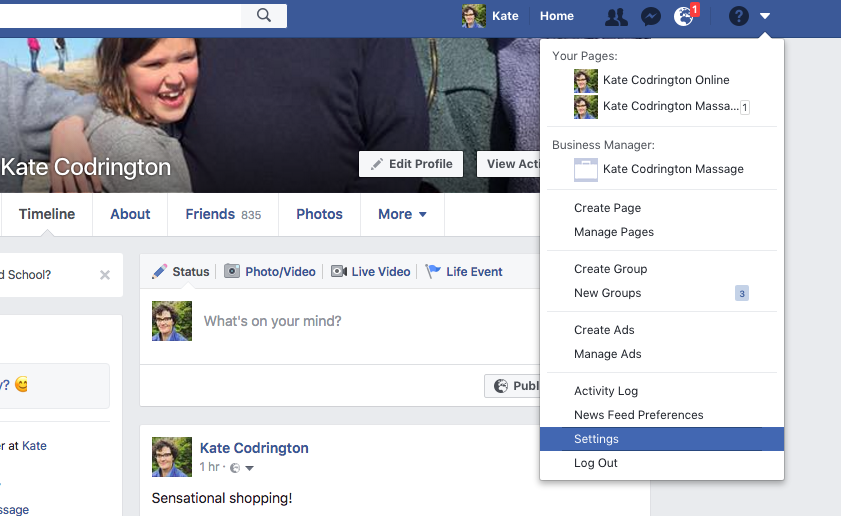 Kate Home 1
Your Pages:
Kate Codrington Online
Kate Codrington Massa... 1
Business Manager:
Kate Codrington Massage
Create Page
Manage Pages
Create Group
New Groups 3
Create Ads
Manage Ads
Activity Log
News Feed Preferences
Settings
Log Out
Kate Codrington
Edit Profile View Acti
Timeline About Friends 835 Photos More
d School?
Status Photo/Video Live Video Life Event
What's on your mind?
Publ
y?
r at Kate
ssage
Kate Codrington
1 hr ·
Sensational shopping!